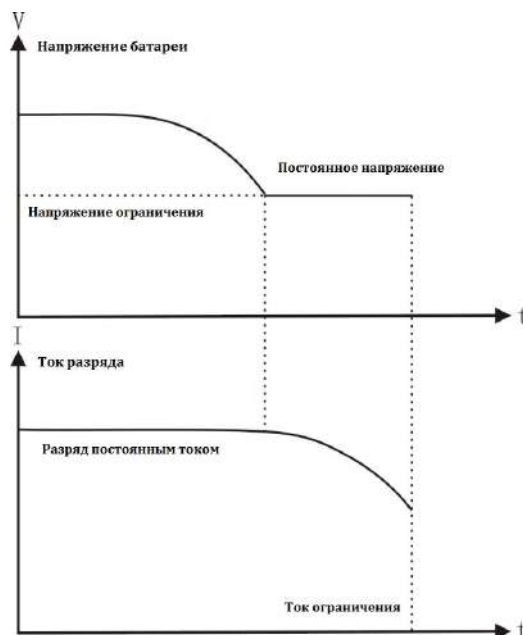 V
Напряжение батареи
Постоянное напряжение
Напряжение ограничения
t
I
Ток разряда
Разряд постоянным током
Ток ограничения
t